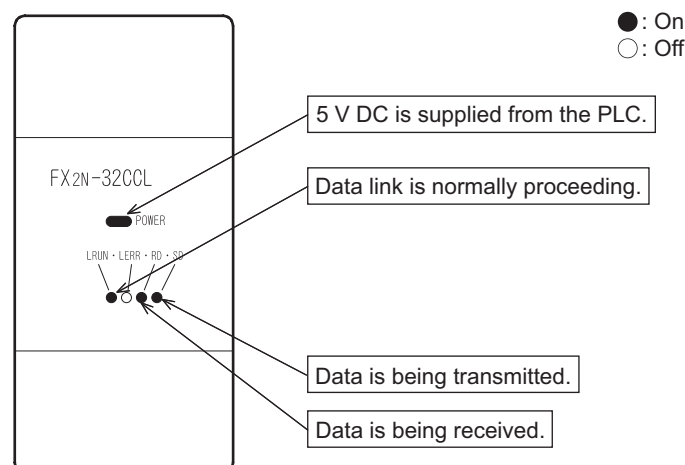 ●: On
○: Off
5 V DC is supplied from the PLC.
FX2N-32CCL
Data link is normally proceeding.
POWER
LRUN・LERR・RD・SD
Data is being transmitted.
Data is being received.